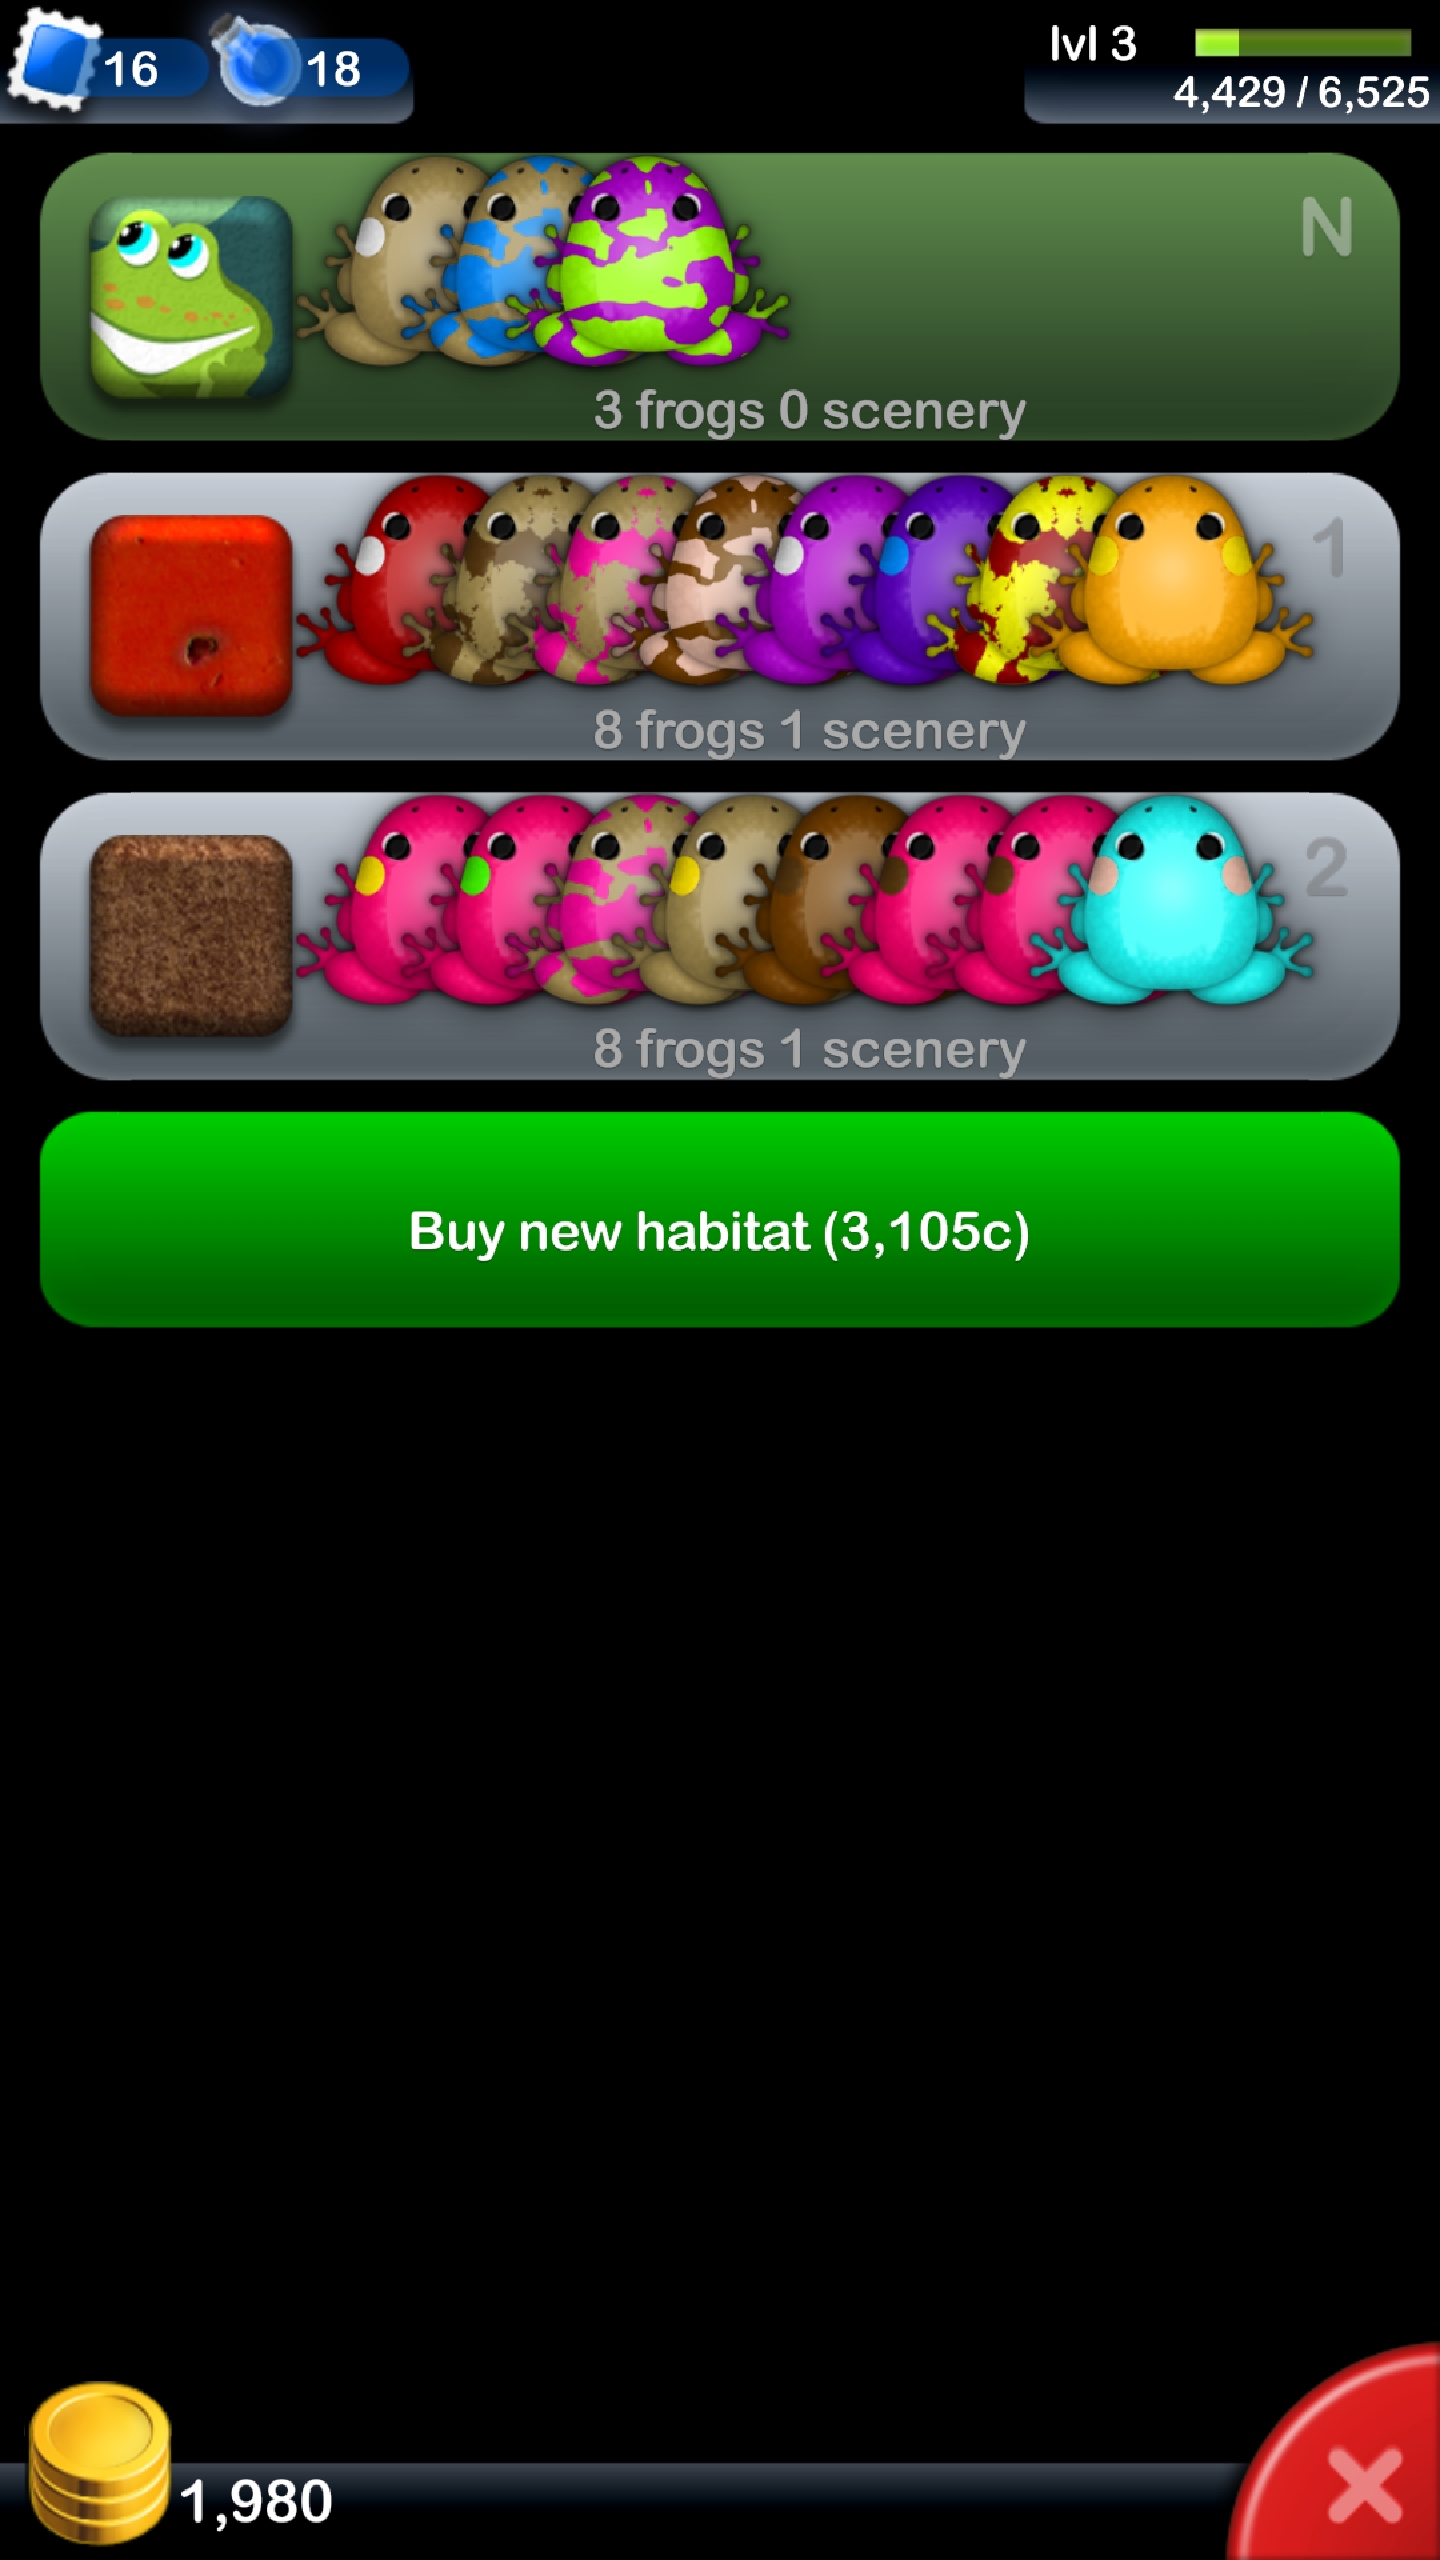 16
18
lvl 3
4,429 / 6,525
N
3 frogs 0 scenery
1
8 frogs 1 scenery
2
8 frogs 1 scenery
Buy new habitat (3,105c)
1,980